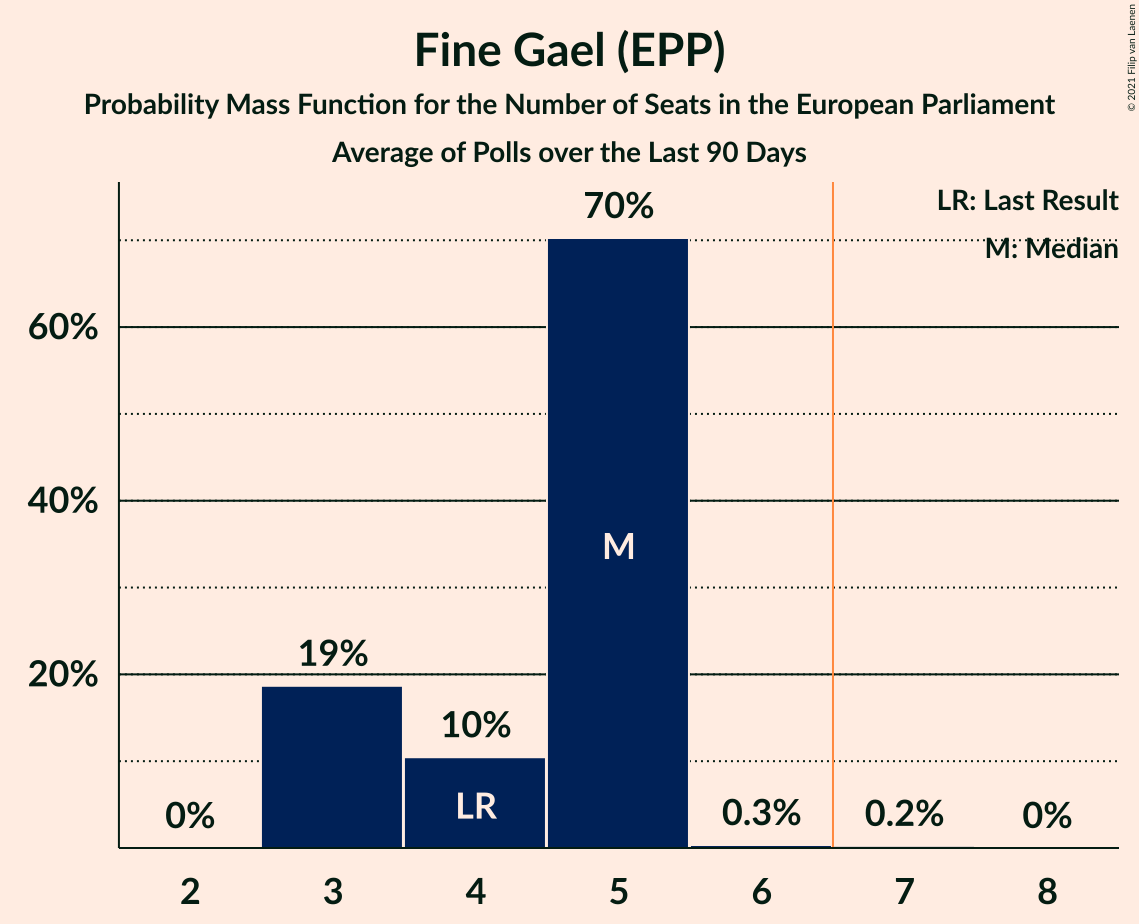 Fine Gael (EPP)
Probability Mass Function for the Number of Seats in the European Parliament
Average of Polls over the Last 90 Days
© 2021 Filip van Laenen
LR: Last Result
M: Median
70%
60%
40%
M
19%
20%
10%
LR
0%
0.3%
0.2%
0%
2 3 4 5 6 7 8